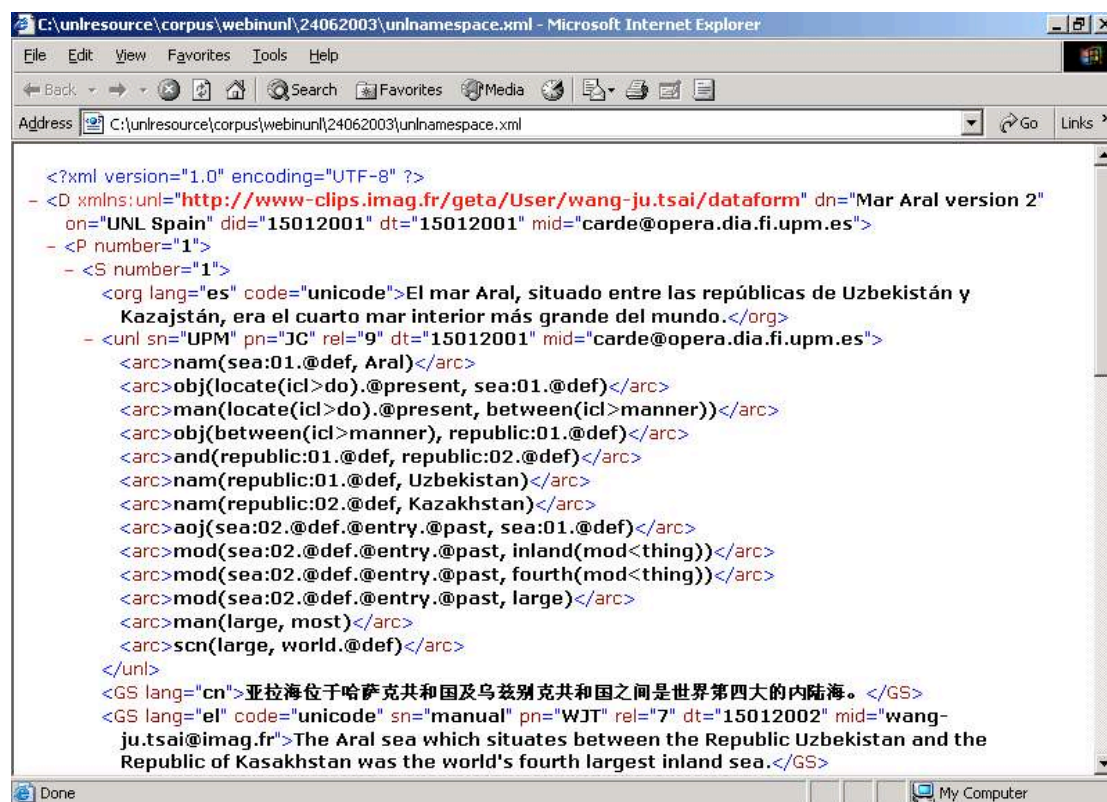 C:\unlresource\corpus\webinunl\24062003\unlnamespace.xml - Microsoft Internet Explorer
File Edit View Favorites Tools Help
Back Search Favorites Media
Address C:\unlresource\corpus\webinunl\24062003\unlnamespace.xml Go Links
<?xml version="1.0" encoding="UTF-8" ?>
- <D xmlns:unl="http://www-clips.imag.fr/geta/User/wang-ju.tsai/dataform" dn="Mar Aral version 2"
on="UNL Spain" did="15012001" dt="15012001" mid="carde@opera.dia.fi.upm.es">
- <P number="1">
- <S number="1">
<org lang="es" code="unicode">El mar Aral, situado entre las repúblicas de Uzbekistán y
Kazajstán, era el cuarto mar interior más grande del mundo.</org>
- <unl sn="UPM" pn="JC" rel="9" dt="15012001" mid="carde@opera.dia.fi.upm.es">
<arc>nam(sea:01.@def, Aral)</arc>
<arc>obj(locate(icl>do).@present, sea:01.@def)</arc>
<arc>man(locate(icl>do).@present, between(icl>manner))</arc>
<arc>obj(between(icl>manner), republic:01.@def)</arc>
<arc>and(republic:01.@def, republic:02.@def)</arc>
<arc>nam(republic:01.@def, Uzbekistan)</arc>
<arc>nam(republic:02.@def, Kazakhstan)</arc>
<arc>aoj(sea:02.@def.@entry.@past, sea:01.@def)</arc>
<arc>mod(sea:02.@def.@entry.@past, inland(mod<thing))</arc>
<arc>mod(sea:02.@def.@entry.@past, fourth(mod<thing))</arc>
<arc>mod(sea:02.@def.@entry.@past, large)</arc>
<arc>man(large, most)</arc>
<arc>scn(large, world.@def)</arc>
</unl>
<GS lang="cn">亚拉海位于哈萨克共和国及乌兹别克共和国之间是世界第四大的内陆海。</GS>
<GS lang="el" code="unicode" sn="manual" pn="WJT" rel="7" dt="15012002" mid="wang-
ju.tsai@imag.fr">The Aral sea which situates between the Republic Uzbekistan and the
Republic of Kasakhstan was the world's fourth largest inland sea.</GS>
Done My Computer